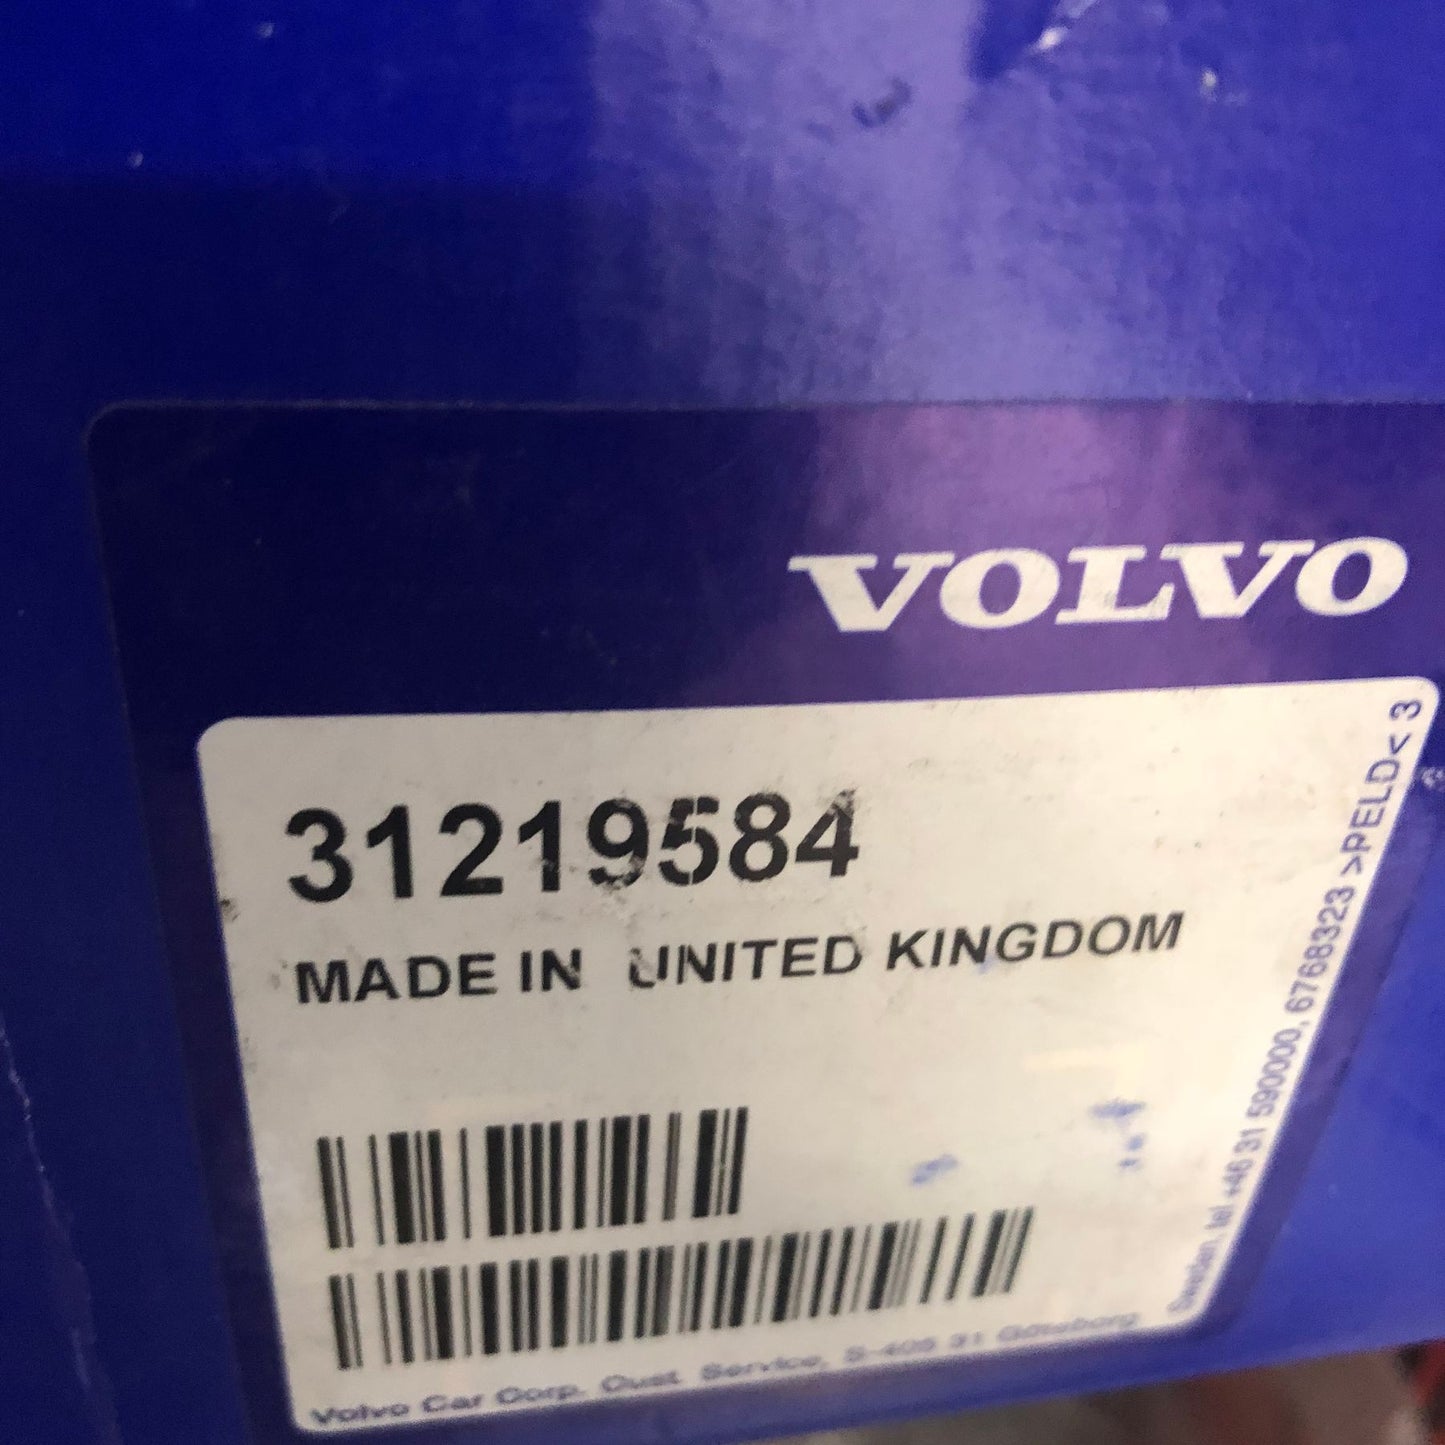 VOLVO
31219584
MADE IN UNITED KINGDOM
Volvo Car Corp. Cust. Service, S-405 31 Göteborg
Sweden, tel +46 31 590000, 6768323 >PELD< 3